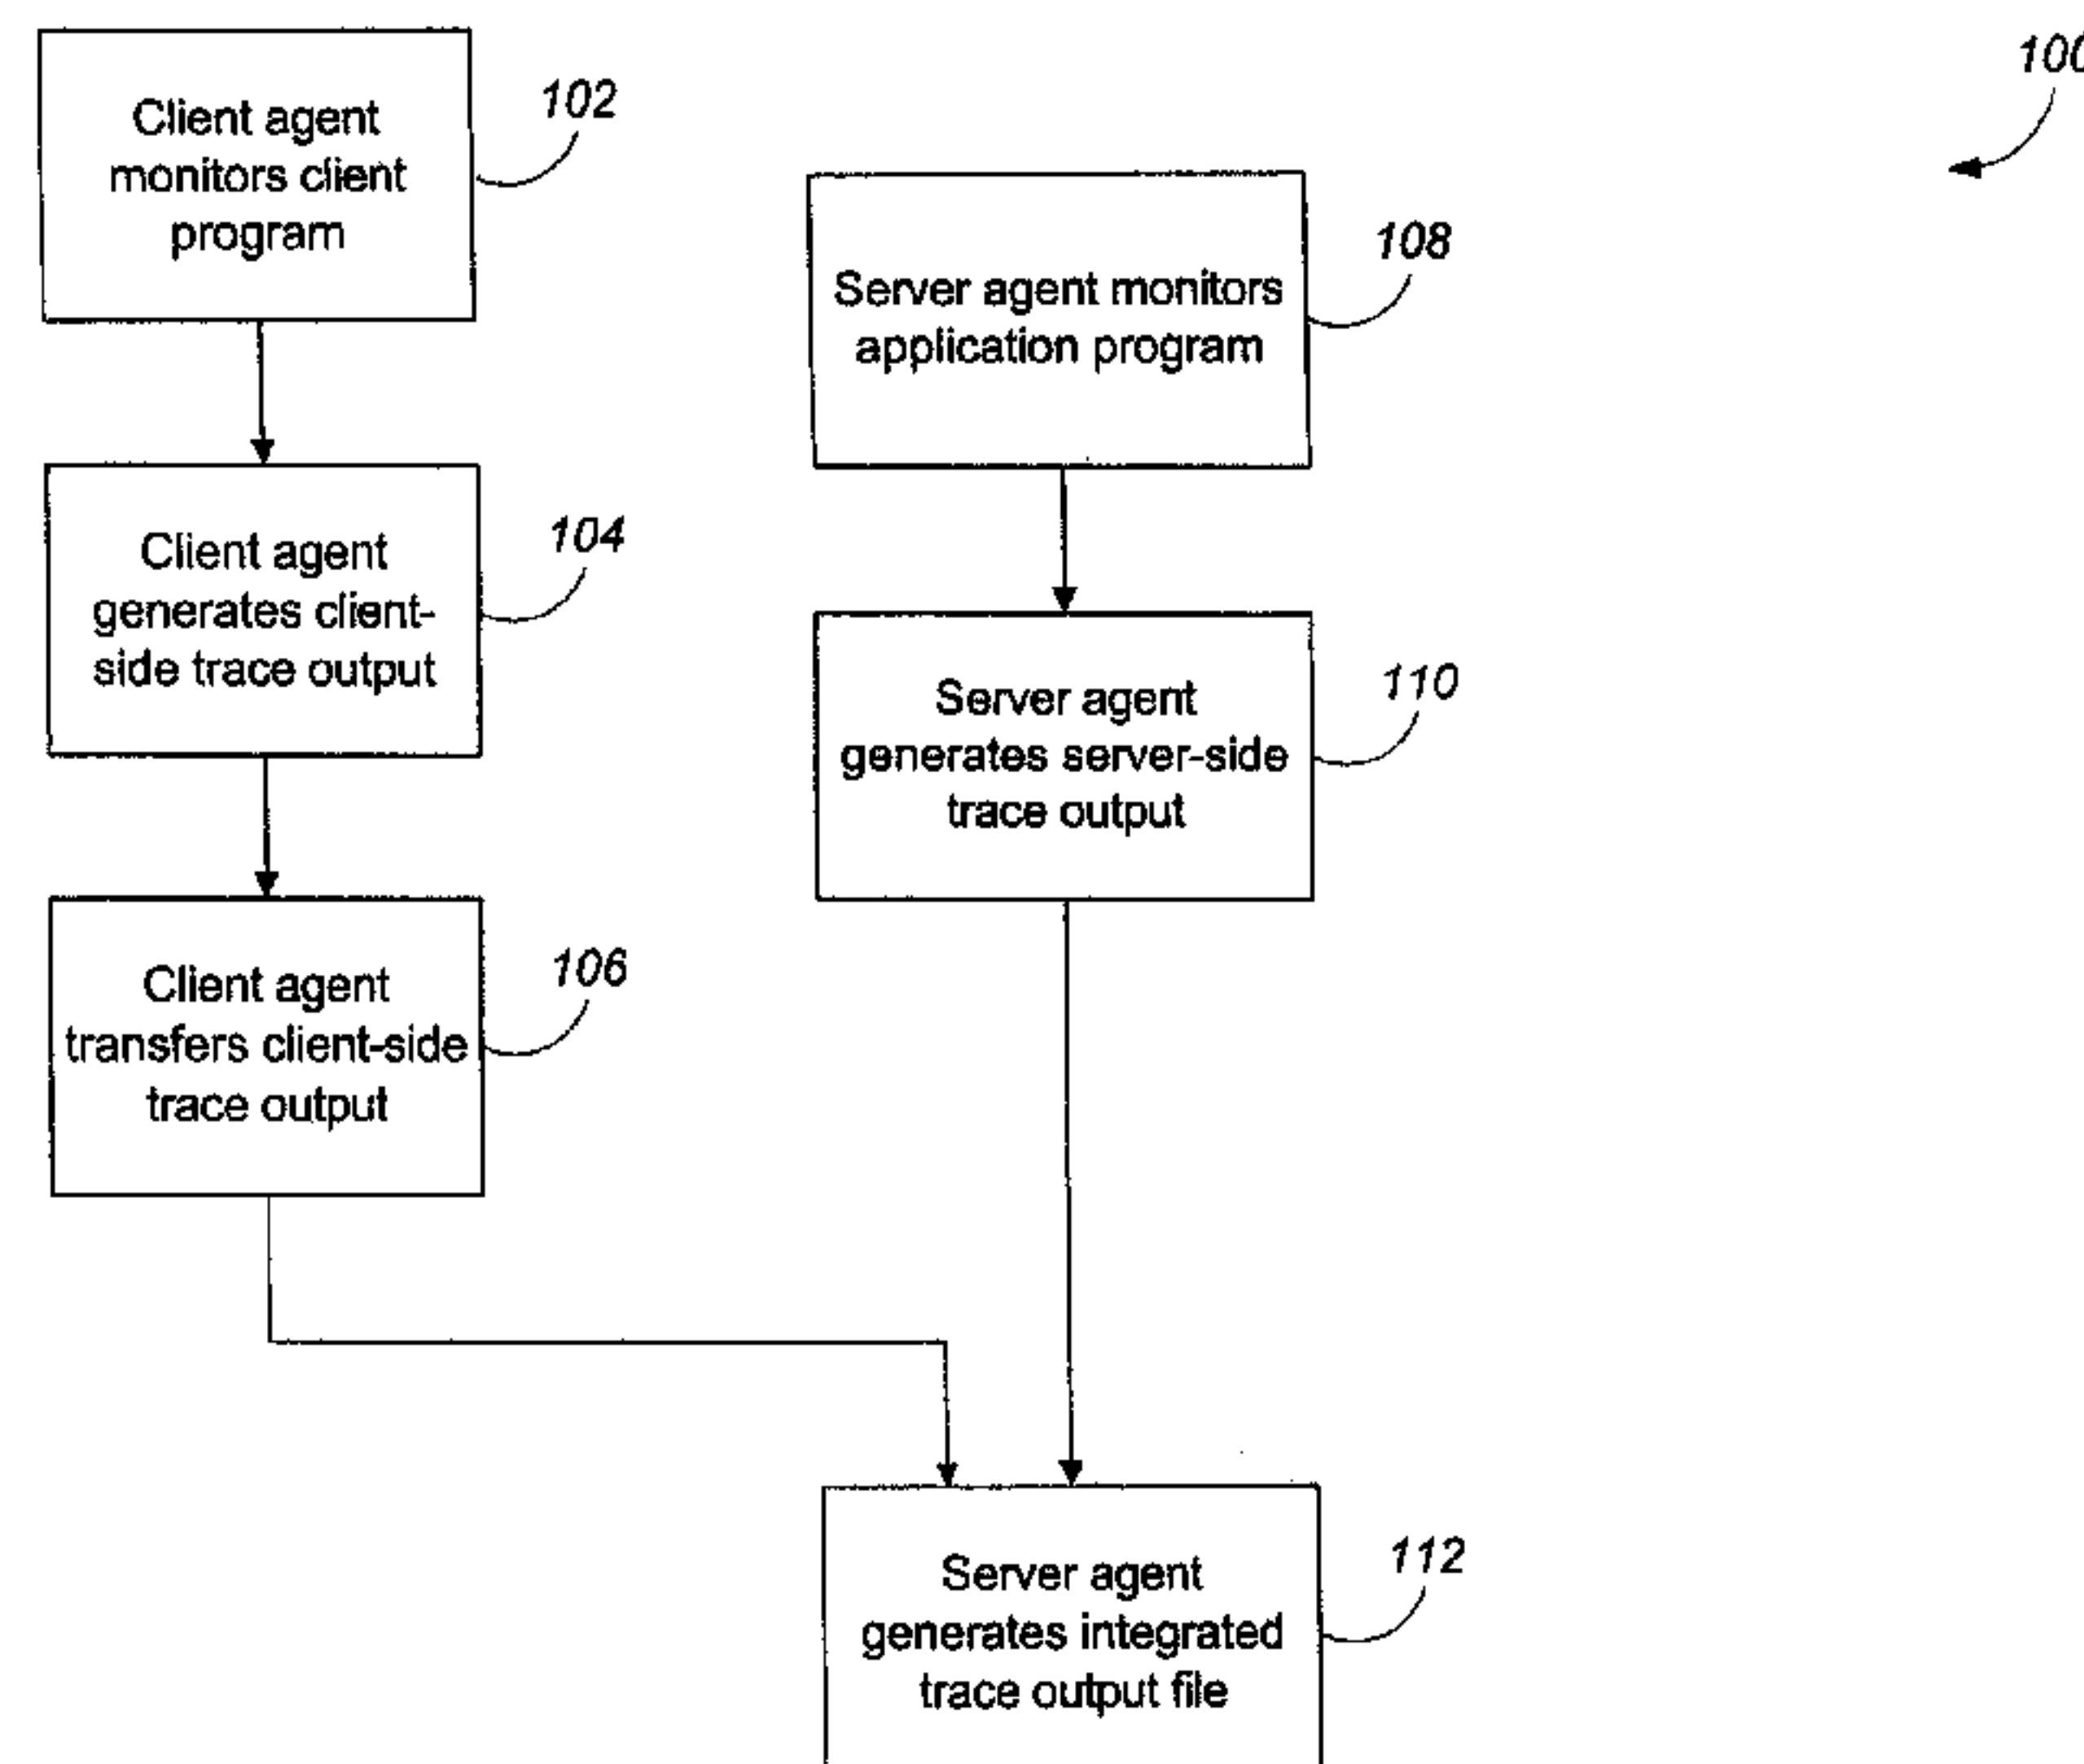 100
Client agent
monitors client
program
102
Server agent monitors
application program
108
Client agent
generates client-
side trace output
104
Server agent
generates server-side
trace output
110
Client agent
transfers client-side
trace output
106
Server agent
generates integrated
trace output file
112